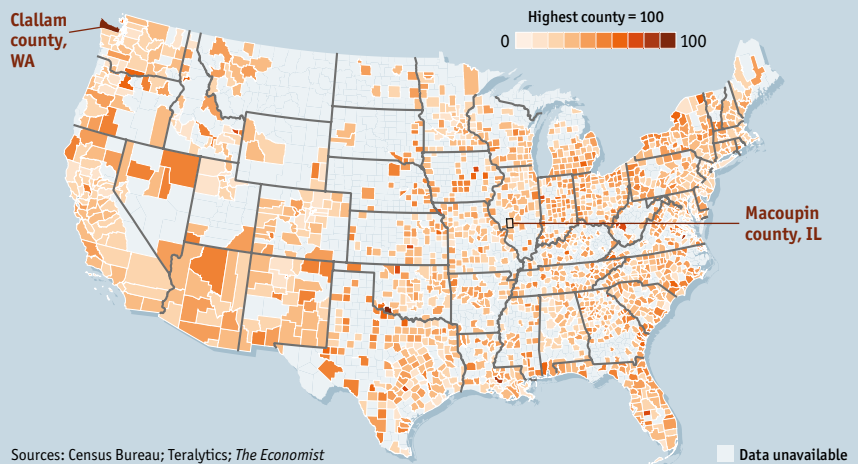 Clallam
county,
WA
Highest county = 100
0 100
Macoupin
county, IL
Sources: Census Bureau; Teralytics; The Economist
Data unavailable